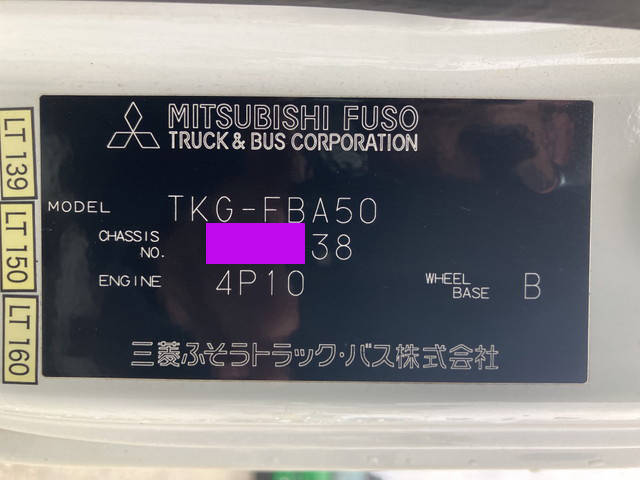 MITSUBISHI FUSO
TRUCK & BUS CORPORATION
MODEL TKG-FBA50
CHASSIS NO. 38
ENGINE 4P10 WHEEL BASE B
三菱ふそうトラック・バス株式会社
LT 139
LT 150
LT 160